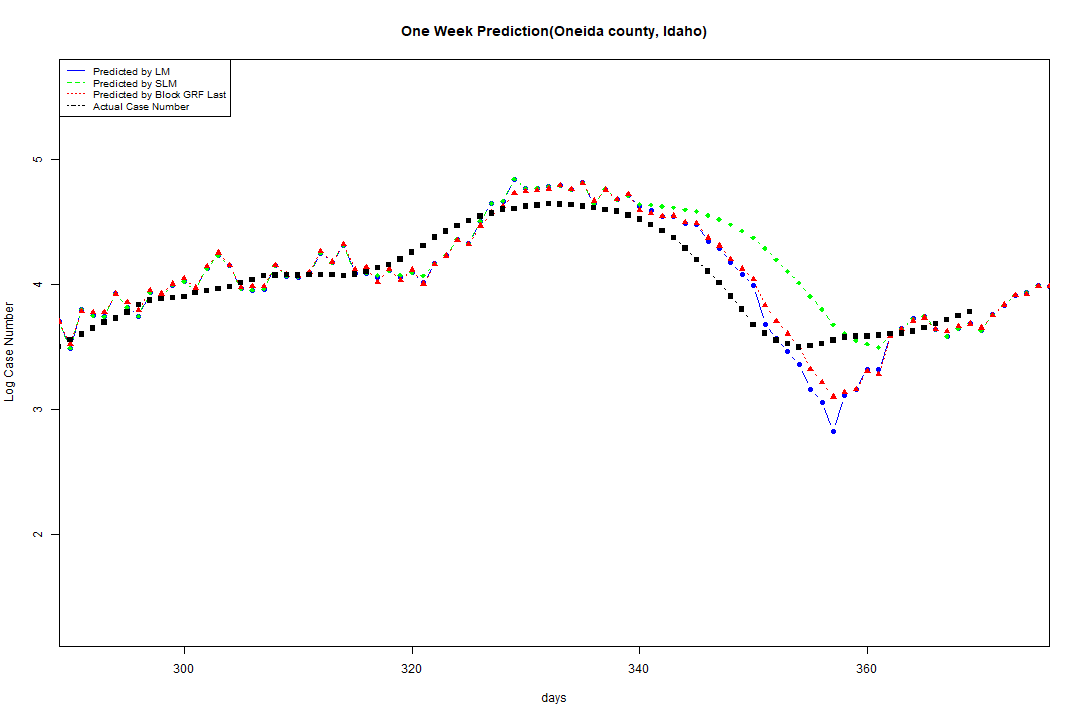 One Week Prediction(Oneida county, Idaho)
Predicted by LM
Predicted by SLM
Predicted by Block GRF Last
Actual Case Number
5
4
3
2
Log Case Number
300 320 340 360
days